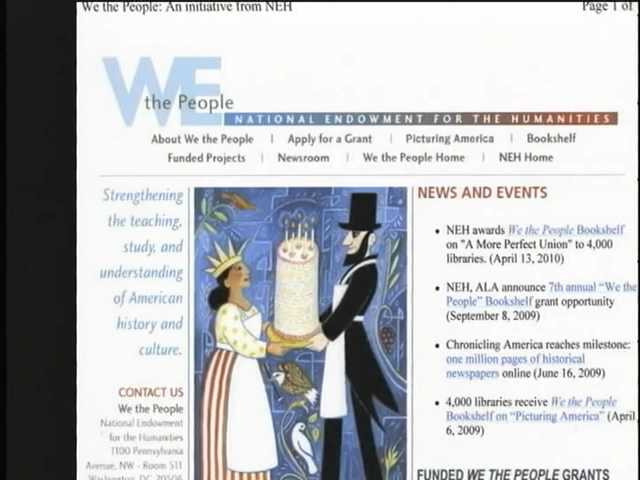 We the People: An initiative from NEH
Page 1 of
WE
the People
NATIONAL ENDOWMENT FOR THE HUMANITIES
About We the People | Apply for a Grant | Picturing America | Bookshelf
Funded Projects | Newsroom | We the People Home | NEH Home
Strengthening
the teaching,
study, and
understanding
of American
history and
culture.
CONTACT US
We the People
National Endowment
for the Humanities
1100 Pennsylvania
Avenue, NW - Room 511
Washington, DC 20506
NEWS AND EVENTS
• NEH awards We the People Bookshelf
on "A More Perfect Union" to 4,000
libraries. (April 13, 2010)
• NEH, ALA announce 7th annual "We the
People" Bookshelf grant opportunity
(September 8, 2009)
• Chronicling America reaches milestone:
one million pages of historical
newspapers online (June 16, 2009)
• 4,000 libraries receive We the People
Bookshelf on "Picturing America" (April
6, 2009)
FUNDED WE THE PEOPLE GRANTS